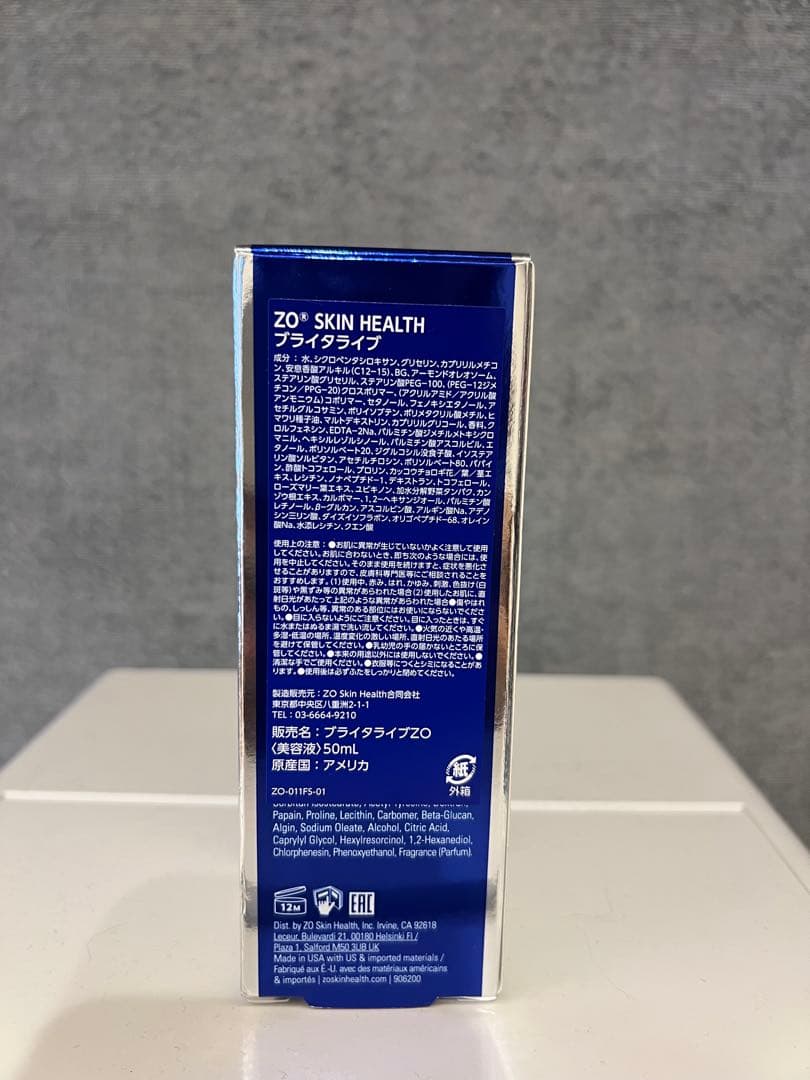 ZO® SKIN HEALTH
ブライタライブ
成分：水、シクロペンタシロキサン、グリセリン、カプリリルメチコ
ン、安息香酸アルキル(C12-15)、BG、アーモンドオレオソーム、
ステアリン酸グリセリル、ステアリン酸PEG-100、(PEG-12ジメ
チコン／PPG-20)クロスポリマー、(アクリルアミド／アクリル酸
アンモニウム)コポリマー、セタノール、フェノキシエタノール、ア
セチルグルコサミン、ポリイソブテン、ポリメタクリル酸メチル、ヒ
マワリ種子油、マルトデキストリン、カプリリルグリコール、香料、ク
ロルフェネシン、EDTA-2Na、パルミチン酸ジメチルメトキシクロ
マニル、ヘキシルレゾルシノール、パルミチン酸アスコルビル、エ
タノール、ポリソルベート20、ジグルコシル没食子酸、イソステア
リン酸ソルビタン、アセチルチロシン、ポリソルベート80、パパイ
ン、酢酸トコフェロール、プロリン、カッコウチョロギ花／葉／茎エ
キス、レシチン、ノナペプチド-1、デキストラン、トコフェロール、
ローズマリー葉エキス、ユビキノン、加水分解野菜タンパク、カン
ゾウ根エキス、カルボマー、1,2-ヘキサンジオール、パルミチン酸
レチノール、β-グルカン、アスコルビン酸、アルギン酸Na、アデノ
シン三リン酸、ダイズイソフラボン、オリゴペプチド-68、オレイン
酸Na、水添レシチン、クエン酸
使用上の注意：●お肌に異常が生じていないかよく注意して使用
してください。お肌に合わないとき、即ち次のような場合には、使
用を中止してください。そのまま使用を続けますと、症状を悪化さ
せることがありますので、皮膚科専門医等にご相談されることを
おすすめします。(1)使用中、赤み、はれ、かゆみ、刺激、色抜け(白
斑等)や黒ずみ等の異常があらわれた場合(2)使用したお肌に、直
射日光があたって上記のような異常があらわれた場合●傷やはれ
もの、しっしん等、異常のある部位にはお使いにならないでくださ
い。●目に入らないようにご注意ください。目に入ったときは、すぐ
に水またはぬるま湯で洗い流してください。●火気の近くや高温・
多湿・低温の場所、温度変化の激しい場所、直射日光のあたる場所
を避けて保管してください。●乳幼児の手の届かないところに保
管してください。●本来の用途以外には使用しないでください。●
清潔な手でご使用ください。●衣服等につくとシミになることがあ
ります。●使用後は必ずふたをしっかりと閉めてください。
製造販売元：ZO Skin Health合同会社
東京都中央区八重洲2-1-1
TEL：03-6664-9210
販売名：ブライタライブZO
〈美容液〉50mL
原産国：アメリカ
紙
外箱
ZO-011F5-01
Sorbitan Isostearate, Acetyl Tyrosine, Dextran,
Papain, Proline, Lecithin, Carbomer, Beta-Glucan,
Algin, Sodium Oleate, Alcohol, Citric Acid,
Caprylyl Glycol, Hexylresorcinol, 1,2-Hexanediol,
Chlorphenesin, Phenoxyethanol, Fragrance (Parfum).
12M
EAC
Dist. by ZO Skin Health, Inc. Irvine, CA 92618
Leceur, Bulevardi 21, 00180 Helsinki FI /
Plaza 1, Salford M50 3UB UK
Made in USA with US & imported materials /
Fabriqué aux É.-U. avec des matériaux américains
& importés | zoskinhealth.com | 906200